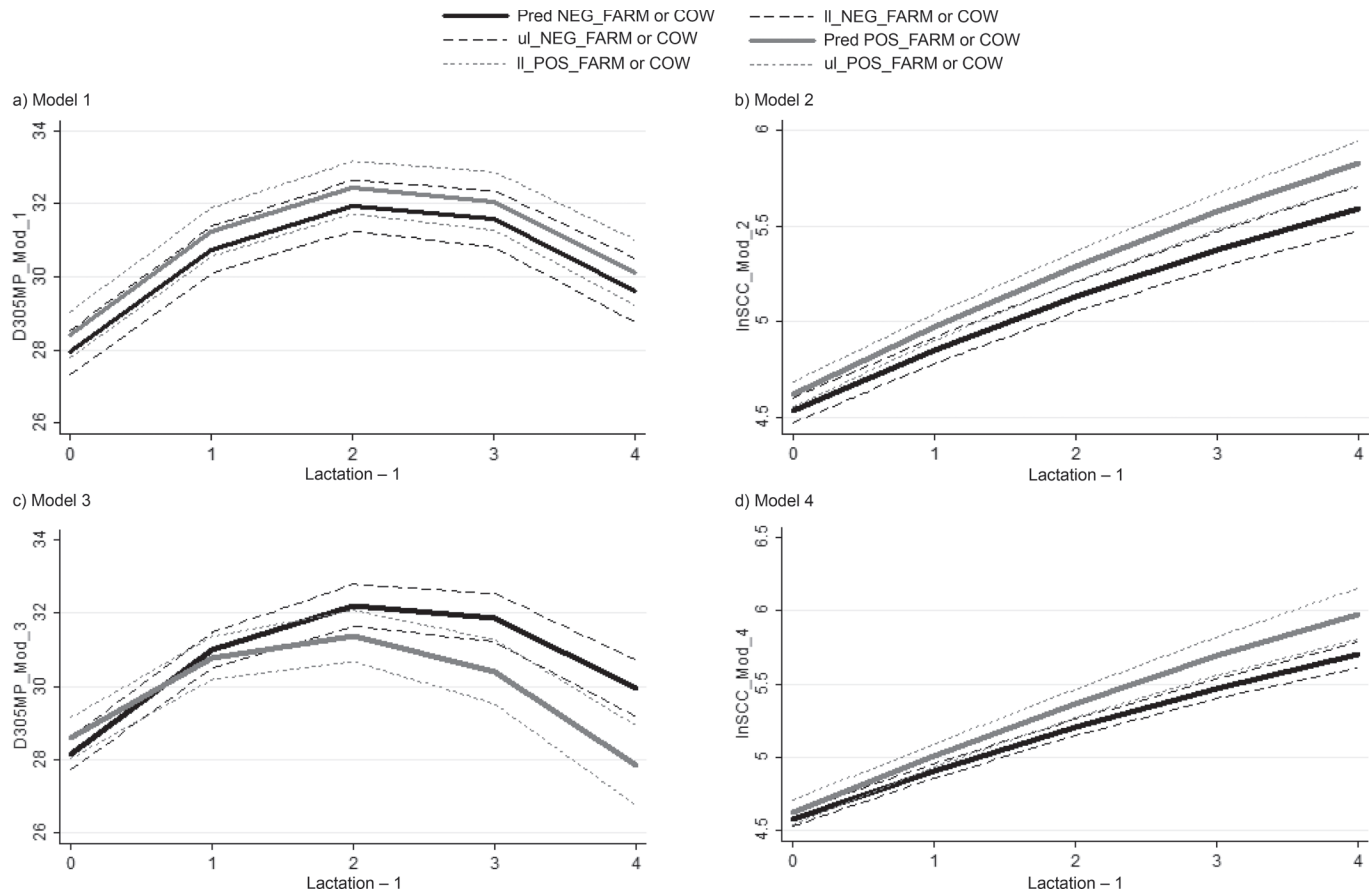 Pred NEG_FARM or COW
ll_NEG_FARM or COW
ul_NEG_FARM or COW
Pred POS_FARM or COW
ll_POS_FARM or COW
ul_POS_FARM or COW
a) Model 1
D305MP_Mod_1
34
32
30
28
26
0 1 2 3 4
Lactation – 1
b) Model 2
lnSCC_Mod_2
6
5.5
5
4.5
0 1 2 3 4
Lactation – 1
c) Model 3
D305MP_Mod_3
34
32
30
28
26
0 1 2 3 4
Lactation – 1
d) Model 4
lnSCC_Mod_4
6.5
6
5.5
5
4.5
0 1 2 3 4
Lactation – 1